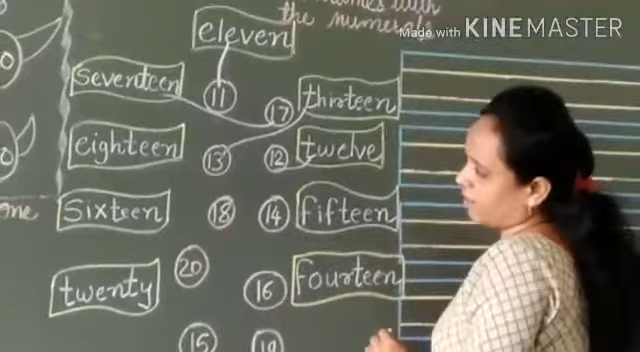 names with
the numerals
Made with KINEMASTER
eleven
seventeen
11
17
thirteen
eighteen
13
12
twelve
sixteen
18
14
fifteen
20
twenty
16
fourteen
15
19